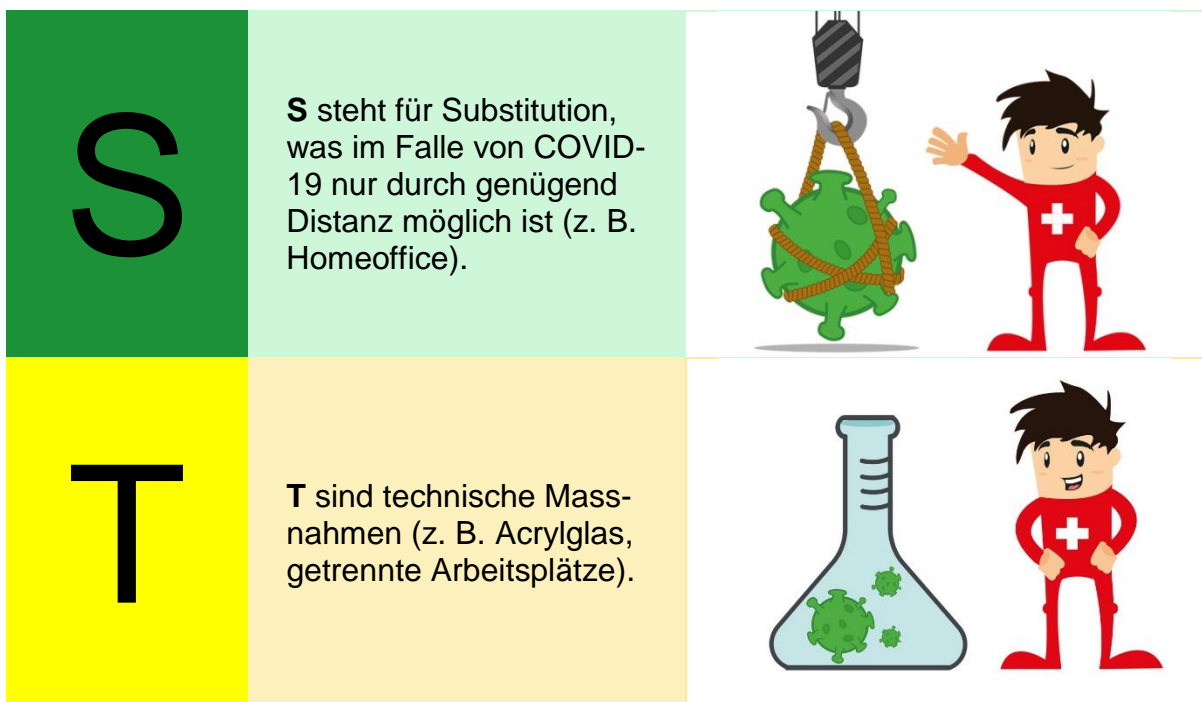 S
S steht für Substitution,
was im Falle von COVID-
19 nur durch genügend
Distanz möglich ist (z. B.
Homeoffice).
T
T sind technische Mass-
nahmen (z. B. Acrylglas,
getrennte Arbeitsplätze).